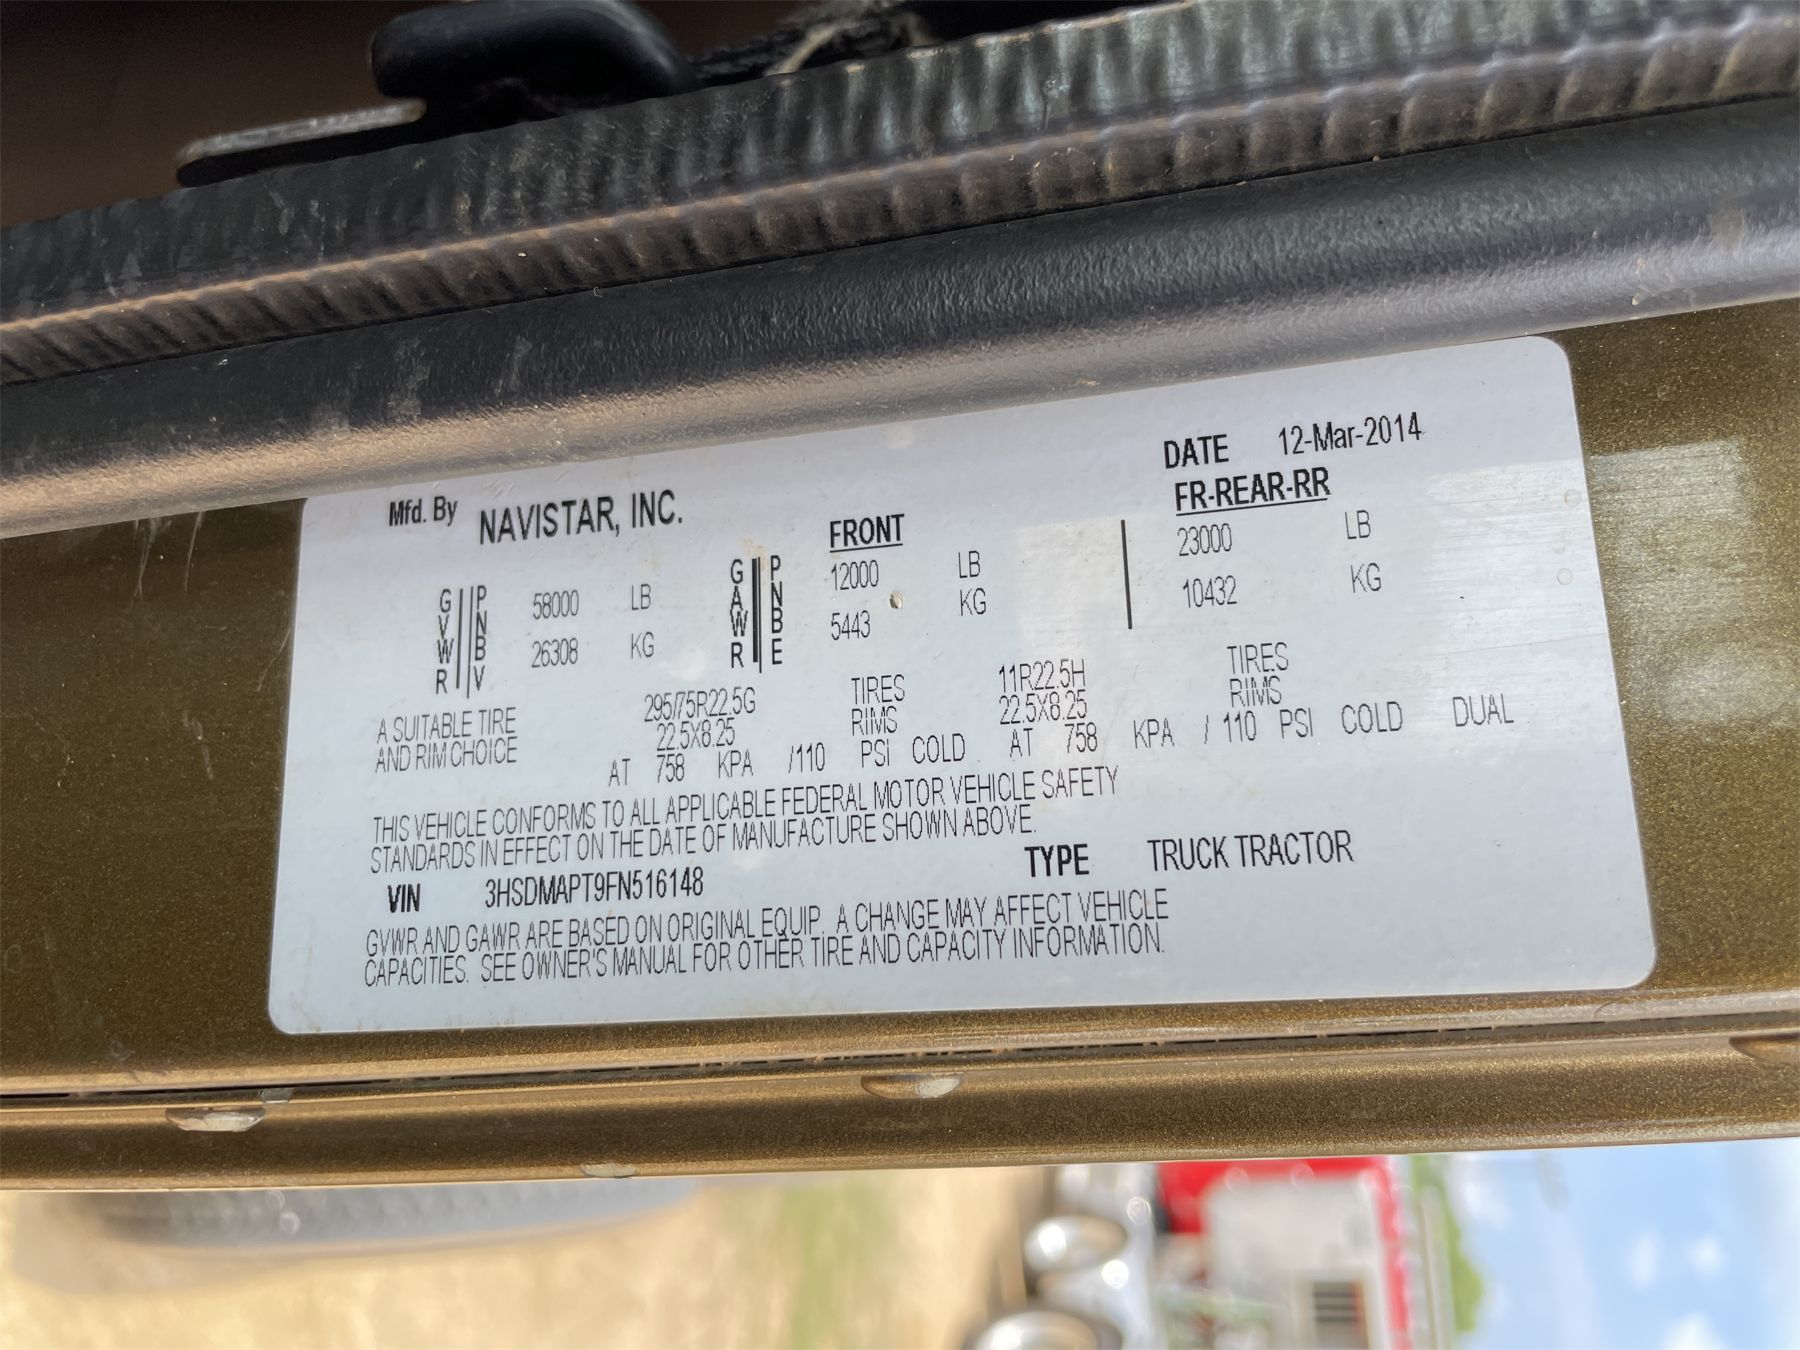 DATE 12-Mar-2014
Mfd. By NAVISTAR, INC.
FRONT FR-REAR-RR
GVWR PNBV 58000 LB GAWR PNBE 12000 LB 23000 LB
26308 KG 5443 KG 10432 KG
A SUITABLE TIRE 295/75R22.5G TIRES 11R22.5H TIRES
AND RIM CHOICE 22.5X8.25 RIMS 22.5X8.25 RIMS
AT 758 KPA /110 PSI COLD AT 758 KPA / 110 PSI COLD DUAL
THIS VEHICLE CONFORMS TO ALL APPLICABLE FEDERAL MOTOR VEHICLE SAFETY
STANDARDS IN EFFECT ON THE DATE OF MANUFACTURE SHOWN ABOVE.
VIN 3HSDMAPT9FN516148 TYPE TRUCK TRACTOR
GVWR AND GAWR ARE BASED ON ORIGINAL EQUIP. A CHANGE MAY AFFECT VEHICLE
CAPACITIES. SEE OWNER'S MANUAL FOR OTHER TIRE AND CAPACITY INFORMATION.